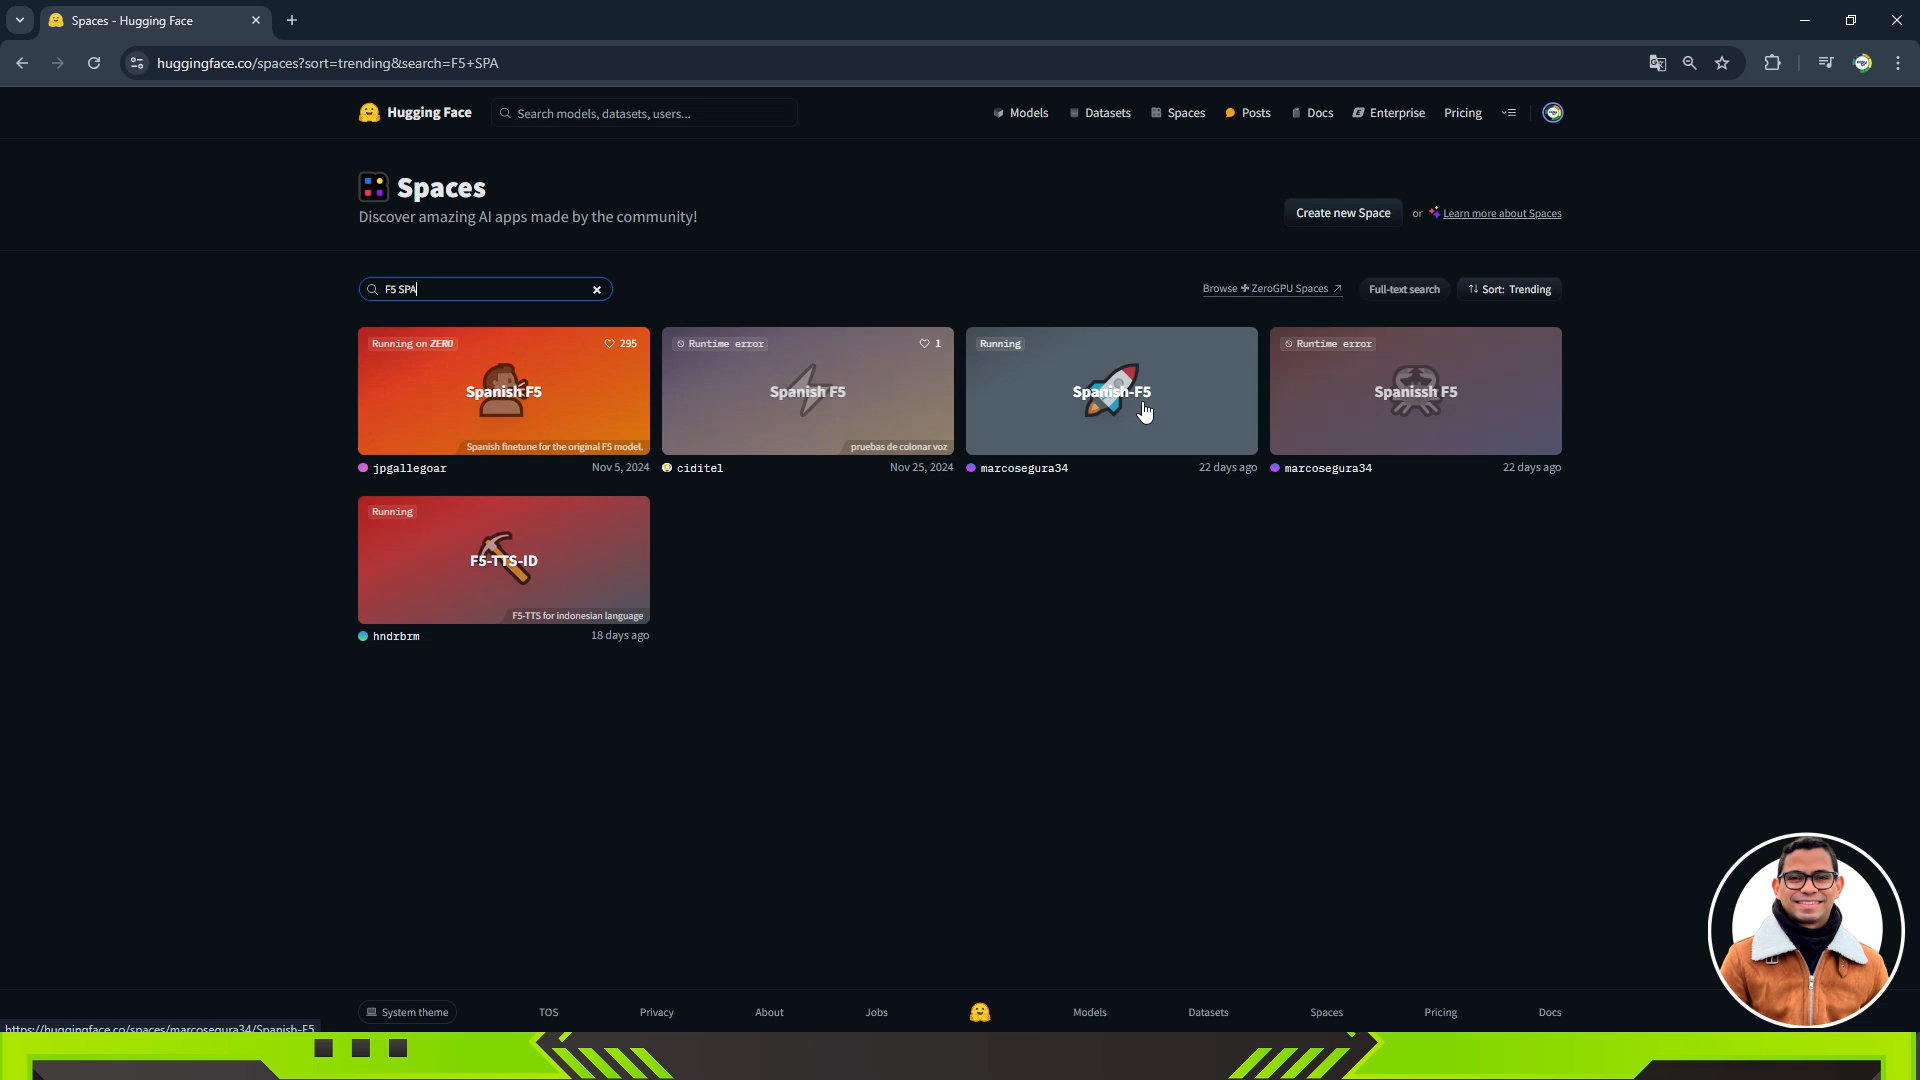 Spaces - Hugging Face
huggingface.co/spaces?sort=trending&search=F5+SPA
Hugging Face
Search models, datasets, users...
Models
Datasets
Spaces
Posts
Docs
Enterprise
Pricing
Spaces
Discover amazing AI apps made by the community!
Create new Space
or
Learn more about Spaces
F5 SPA
Browse ZeroGPU Spaces
Full-text search
Sort: Trending
Running on ZERO
295
Spanish F5
Spanish finetune for the original F5 model.
jpgallegoar
Nov 5, 2024
Runtime error
1
Spanish F5
pruebas de colonar voz
ciditel
Nov 25, 2024
Running
Spanish-F5
marcosegura34
22 days ago
Runtime error
Spanissh F5
marcosegura34
22 days ago
Running
F5-TTS-ID
F5-TTS for indonesian language
hndrbrm
18 days ago
System theme
TOS
Privacy
About
Jobs
Models
Datasets
Spaces
Pricing
Docs
https://huggingface.co/spaces/marcosegura34/Spanish-F5